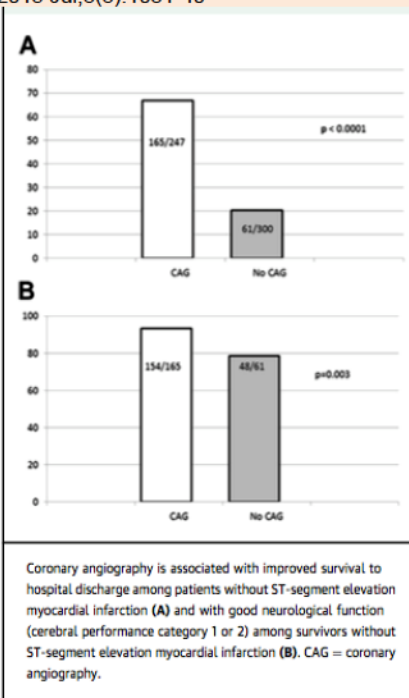 A
80
70
60
50
40
30
20
10
0
165/247
61/300
p < 0.0001
CAG
No CAG
B
100
80
60
40
20
0
154/165
48/61
p=0.003
CAG
No CAG
Coronary angiography is associated with improved survival to
hospital discharge among patients without ST-segment elevation
myocardial infarction (A) and with good neurological function
(cerebral performance category 1 or 2) among survivors without
ST-segment elevation myocardial infarction (B). CAG = coronary
angiography.